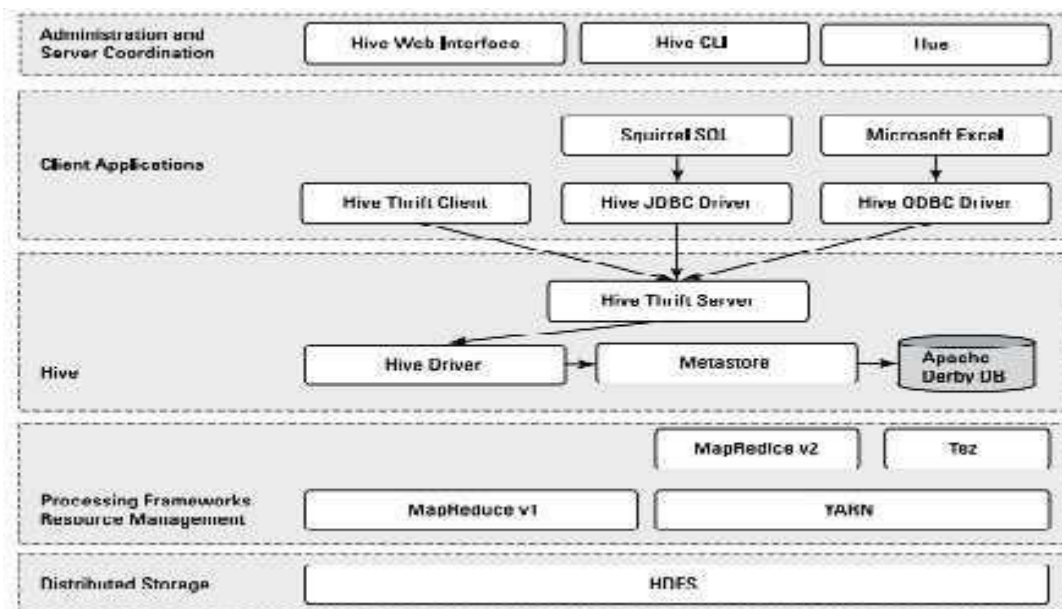 Administration and
Server Coordination
Hive Web Interface
Hive CLI
Hue
Client Applications
Squirrel SQL
Microsoft Excel
Hive Thrift Client
Hive JDBC Driver
Hive ODBC Driver
Hive
Hive Thrift Server
Hive Driver
Metastore
Apache
Derby DB
Processing Frameworks
Resource Management
MapRedice v2
Tez
MapReduce v1
YARN
Distributed Storage
HDFS